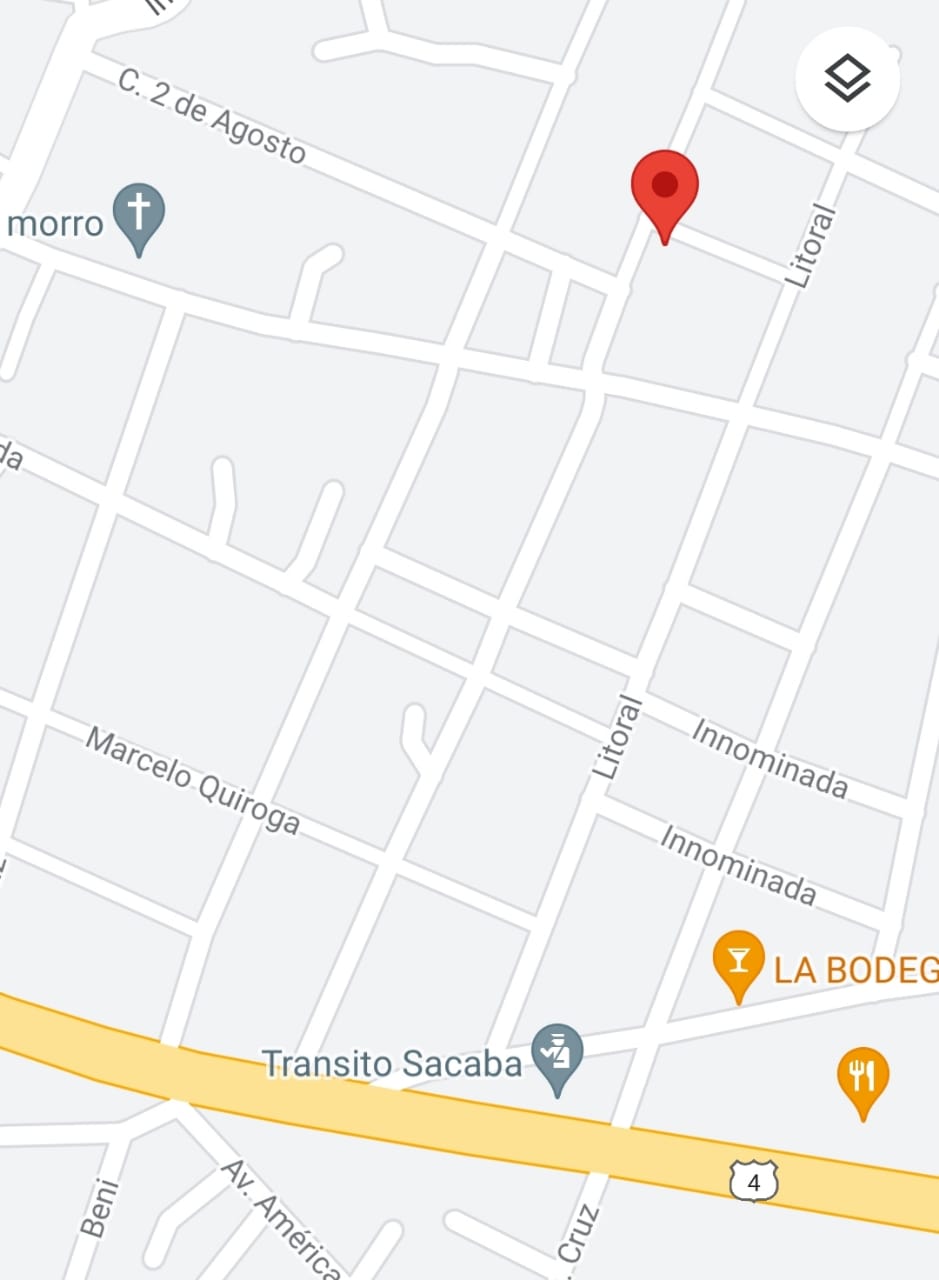 C. 2 de Agosto
morro
Litoral
da
Litoral
Innominada
Marcelo Quiroga
Innominada
LA BODEG
Transito Sacaba
4
Av. América
Beni
. Cruz